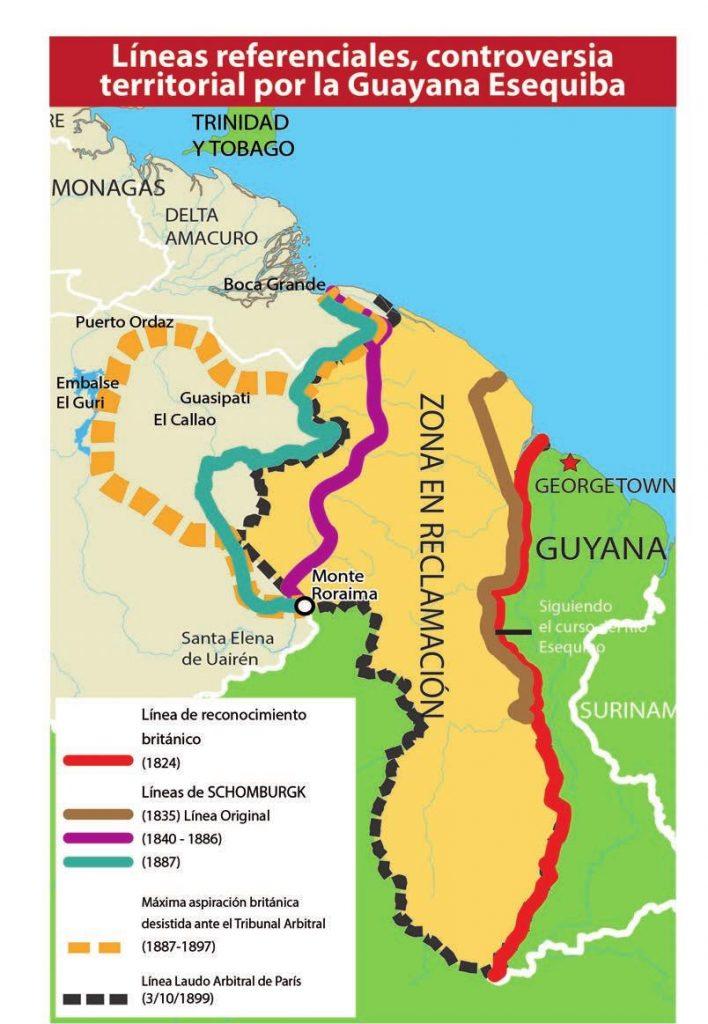 Líneas referenciales, controversia
territorial por la Guayana Esequiba
RE
TRINIDAD
Y TOBAGO
MONAGAS
DELTA
AMACURO
Boca Grande
Puerto Ordaz
Embalse
El Guri
Guasipati
El Callao
ZONA EN RECLAMACIÓN
GEORGETOWN
GUYANA
Monte
Roraima
Siguiendo
el curso del Río
Esequibo
Santa Elena
de Uairén
SURINAM
Línea de reconocimiento
británico
(1824)
Líneas de SCHOMBURGK
(1835) Línea Original
(1840 - 1886)
(1887)
Máxima aspiración británica
desistida ante el Tribunal Arbitral
(1887-1897)
Línea Laudo Arbitral de París
(3/10/1899)